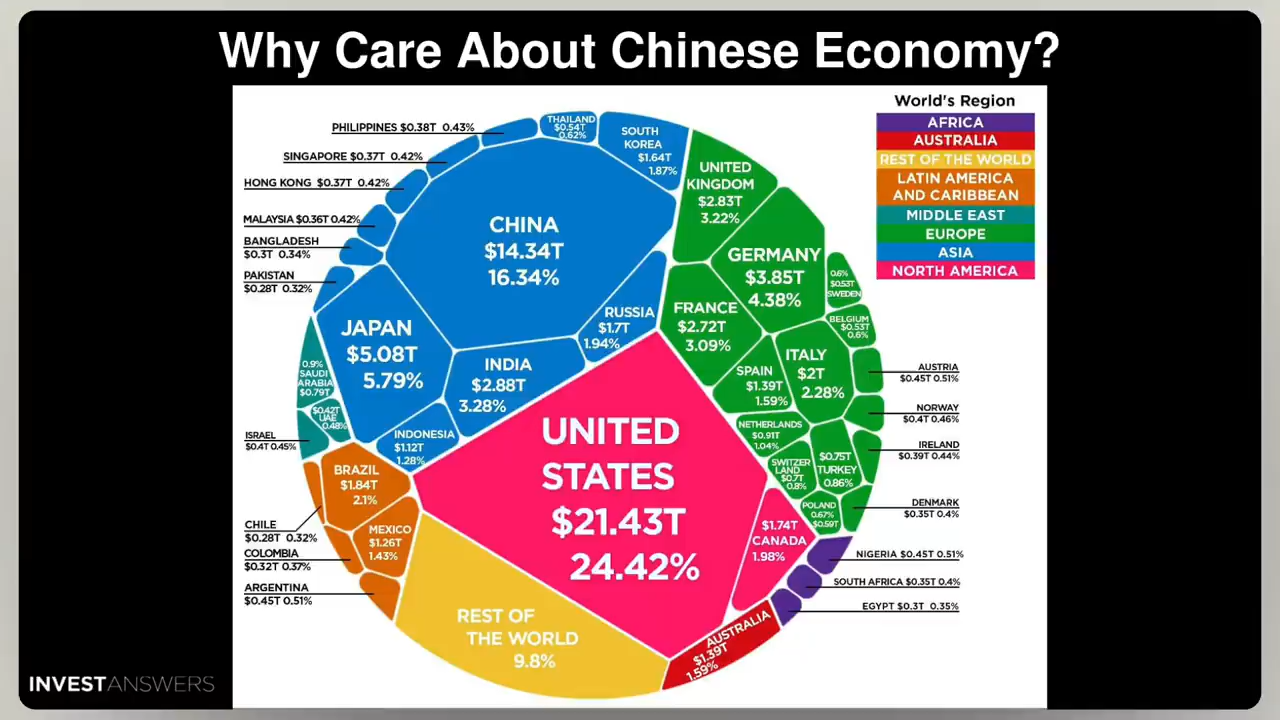 Why Care About Chinese Economy?
World's Region
AFRICA
AUSTRALIA
REST OF THE WORLD
LATIN AMERICA
AND CARIBBEAN
MIDDLE EAST
EUROPE
ASIA
NORTH AMERICA
PHILIPPINES $0.38T 0.43%
SINGAPORE $0.37T 0.42%
HONG KONG $0.37T 0.42%
MALAYSIA $0.36T 0.42%
BANGLADESH
$0.3T 0.34%
PAKISTAN
$0.28T 0.32%
THAILAND
$0.54T
0.62%
SOUTH
KOREA
$1.64T
1.87%
CHINA
$14.34T
16.34%
JAPAN
$5.08T
5.79%
INDIA
$2.88T
3.28%
RUSSIA
$1.7T
1.94%
INDONESIA
$1.12T
1.28%
0.9%
SAUDI
ARABIA
$0.79T
$0.42T
UAE
0.48%
ISRAEL
$0.4T 0.45%
UNITED
KINGDOM
$2.83T
3.22%
GERMANY
$3.85T
4.38%
FRANCE
$2.72T
3.09%
ITALY
$2T
2.28%
SPAIN
$1.39T
1.59%
NETHERLANDS
$0.91T
1.04%
SWITZER
LAND
$0.7T
0.8%
$0.75T
TURKEY
0.86%
POLAND
0.67%
$0.59T
0.6%
$0.53T
SWEDEN
BELGIUM
$0.53T
0.6%
AUSTRIA
$0.45T 0.51%
NORWAY
$0.4T 0.46%
IRELAND
$0.39T 0.44%
DENMARK
$0.35T 0.4%
UNITED
STATES
$21.43T
24.42%
$1.74T
CANADA
1.98%
BRAZIL
$1.84T
2.1%
MEXICO
$1.26T
1.43%
CHILE
$0.28T 0.32%
COLOMBIA
$0.32T 0.37%
ARGENTINA
$0.45T 0.51%
REST OF
THE WORLD
9.8%
AUSTRALIA
$1.39T
1.59%
NIGERIA $0.45T 0.51%
SOUTH AFRICA $0.35T 0.4%
EGYPT $0.3T 0.35%
INVESTANSWERS